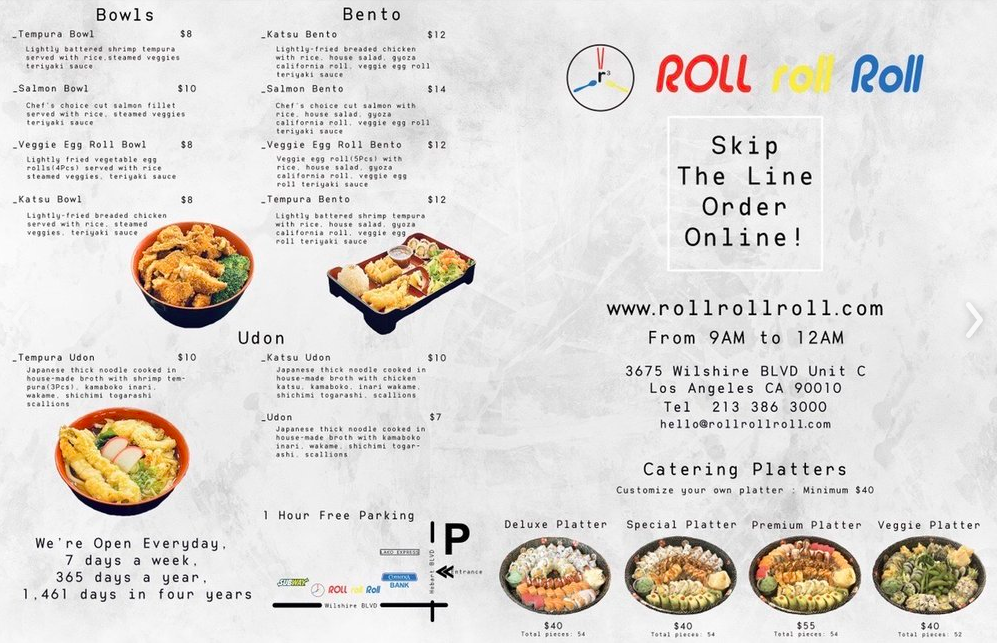 Bowls
_Tempura Bowl $8
Lightly battered shrimp tempura
served with rice,steamed veggies
teriyaki sauce
_Salmon Bowl $10
Chef's choice cut salmon fillet
served with rice, steamed veggies
teriyaki sauce
_Veggie Egg Roll Bowl $8
Lightly fried vegetable egg
rolls(4Pcs) served with rice
steamed veggies, teriyaki sauce
_Katsu Bowl $8
Lightly-fried breaded chicken
served with rice, steamed
veggies, teriyaki sauce
Bento
_Katsu Bento $12
Lightly-fried breaded chicken
with rice, house salad, gyoza
california roll, veggie egg roll
teriyaki sauce
_Salmon Bento $14
Chef's choice cut salmon with
rice, house salad, gyoza
california roll, veggie egg roll
teriyaki sauce
_Veggie Egg Roll Bento $12
Veggie egg roll(5Pcs) with
rice, house salad, gyoza
california roll, veggie egg
roll teriyaki sauce
_Tempura Bento $12
Lightly battered shrimp tempura
with rice, house salad, gyoza
california roll, veggie egg
roll teriyaki sauce
Udon
_Tempura Udon $10
Japanese thick noodle cooked in
house-made broth with shrimp tem-
pura(3Pcs), kamaboko inari,
wakame, shichimi togarashi
scallions
_Katsu Udon $10
Japanese thick noodle cooked in
house-made broth with chicken
katsu, kamaboko, inari wakame,
shichimi togarashi, scallions
_Udon $7
Japanese thick noodle cooked in
house-made broth with kamaboko
inari, wakame, shichimi togar-
ashi, scallions
We're Open Everyday,
7 days a week,
365 days a year,
1,461 days in four years
1 Hour Free Parking
P
Entrance
Hobart BLVD
SUBWAY
ROLL roll Roll
BANK
Wilshire BLVD
r³
ROLL roll Roll
Skip
The Line
Order
Online!
www.rollrollroll.com
From 9AM to 12AM
3675 Wilshire BLVD Unit C
Los Angeles CA 90010
Tel 213 386 3000
hello@rollrollroll.com
Catering Platters
Customize your own platter : Minimum $40
Deluxe Platter
$40
Total pieces: 54
Special Platter
$40
Total pieces: 54
Premium Platter
$55
Total pieces: 54
Veggie Platter
$40
Total pieces: 52